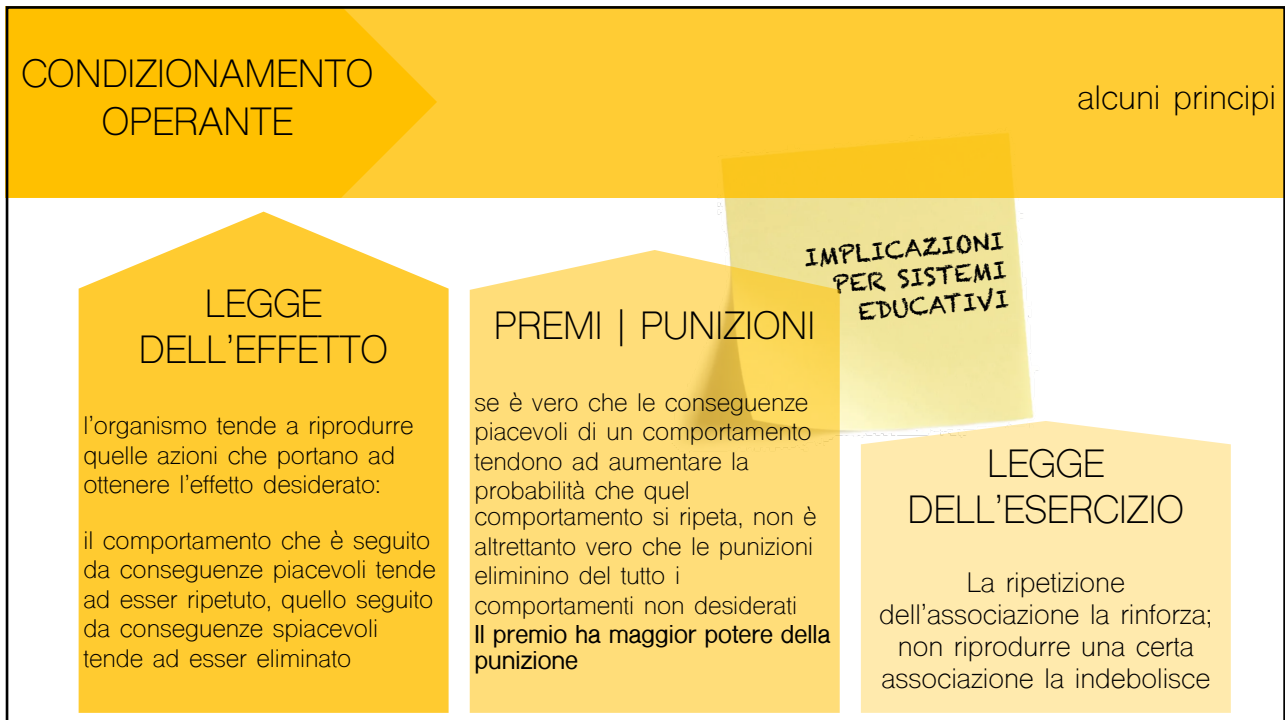 CONDIZIONAMENTO
OPERANTE
alcuni principi
IMPLICAZIONI
PER SISTEMI
EDUCATIVI
LEGGE
DELL’EFFETTO
l’organismo tende a riprodurre
quelle azioni che portano ad
ottenere l’effetto desiderato:
il comportamento che è seguito
da conseguenze piacevoli tende
ad esser ripetuto, quello seguito
da conseguenze spiacevoli
tende ad esser eliminato
PREMI | PUNIZIONI
se è vero che le conseguenze
piacevoli di un comportamento
tendono ad aumentare la
probabilità che quel
comportamento si ripeta, non è
altrettanto vero che le punizioni
eliminino del tutto i
comportamenti non desiderati
Il premio ha maggior potere della
punizione
LEGGE
DELL’ESERCIZIO
La ripetizione
dell’associazione la rinforza;
non riprodurre una certa
associazione la indebolisce